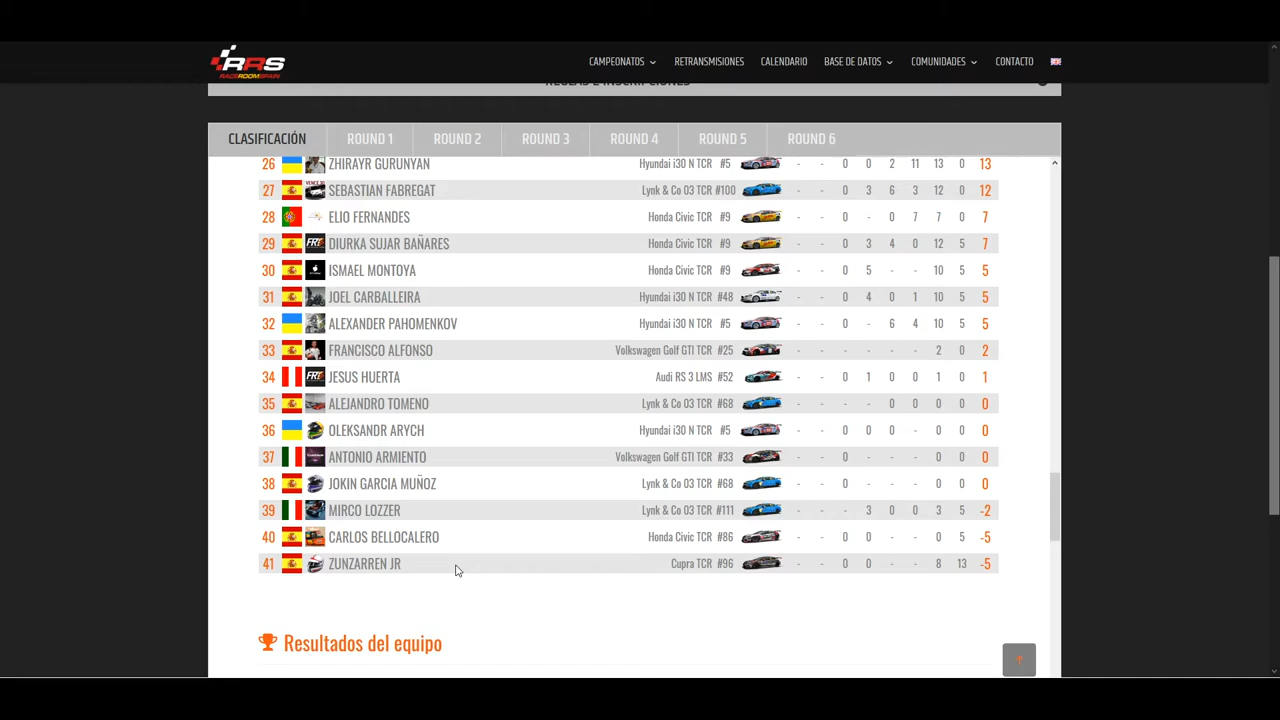 RRS
RACEROOMSPAIN
CAMPEONATOS RETRANSMISIONES CALENDARIO BASE DE DATOS COMUNIDADES CONTACTO
REGLAS E INSCRIPCIONES
CLASIFICACIÓN ROUND 1 ROUND 2 ROUND 3 ROUND 4 ROUND 5 ROUND 6
26 ZHIRAYR GURUNYAN Hyundai i30 N TCR #5 - - 0 0 2 11 13 0 13
27 SEBASTIAN FABREGAT Lynk & Co 03 TCR #100 - - 0 3 6 3 12 0 12
28 ELIO FERNANDES Honda Civic TCR #9 - - 0 - 0 7 7 0 7
29 DIURKA SUJAR BAÑARES Honda Civic TCR #9 - - 0 3 4 0 12 5 7
30 ISMAEL MONTOYA Honda Civic TCR #9 - - 0 5 - - 10 5 5
31 JOEL CARBALLEIRA Hyundai i30 N TCR #48 - - 0 4 0 1 10 5 5
32 ALEXANDER PAHOMENKOV Hyundai i30 N TCR #5 - - 0 - 6 4 10 5 5
33 FRANCISCO ALFONSO Volkswagen Golf GTI TCR #25 - - 0 0 - - 2 0 2
34 JESUS HUERTA Audi RS 3 LMS #52 - - 0 1 0 0 1 0 1
35 ALEJANDRO TOMENO Lynk & Co 03 TCR #68 - - - - 0 0 0 0 0
36 OLEKSANDR ARYCH Hyundai i30 N TCR #5 - - 0 0 0 - 0 0 0
37 ANTONIO ARMIENTO Volkswagen Golf GTI TCR #33 - - 0 0 0 0 0 0 0
38 JOKIN GARCIA MUÑOZ Lynk & Co 03 TCR #68 - - 0 0 0 0 0 0 0
39 MIRCO LOZZER Lynk & Co 03 TCR #111 - - - 3 0 0 3 5 -2
40 CARLOS BELLOCALERO Honda Civic TCR #86 - - 0 0 0 - 0 5 -5
41 ZUNZARREN JR Cupra TCR #96 - - 0 0 - - 8 13 -5
Resultados del equipo